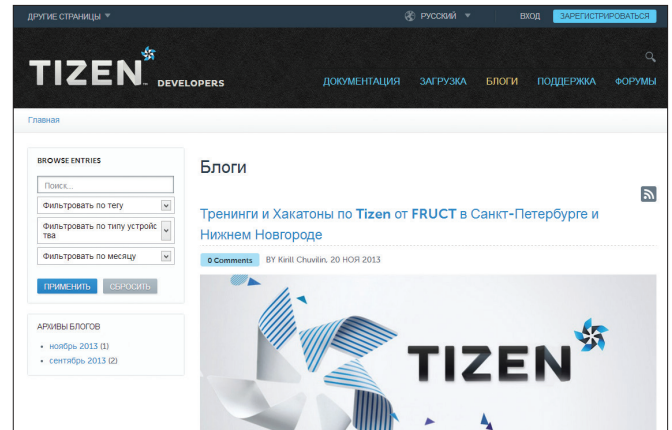 ДРУГИЕ СТРАНИЦЫ
РУССКИЙ
ВХОД
ЗАРЕГИСТРИРОВАТЬСЯ
TIZEN™ DEVELOPERS
ДОКУМЕНТАЦИЯ
ЗАГРУЗКА
БЛОГИ
ПОДДЕРЖКА
ФОРУМЫ
Главная
BROWSE ENTRIES
Поиск...
Фильтровать по тегу
Фильтровать по типу устройс
тва
Фильтровать по месяцу
ПРИМЕНИТЬ
СБРОСИТЬ
АРХИВЫ БЛОГОВ
ноябрь 2013 (1)
сентябрь 2013 (2)
Блоги
Тренинги и Хакатоны по Tizen от FRUCT в Санкт-Петербурге и
Нижнем Новгороде
0 Comments BY Kirill Chuvilin, 20 НОЯ 2013
TIZEN